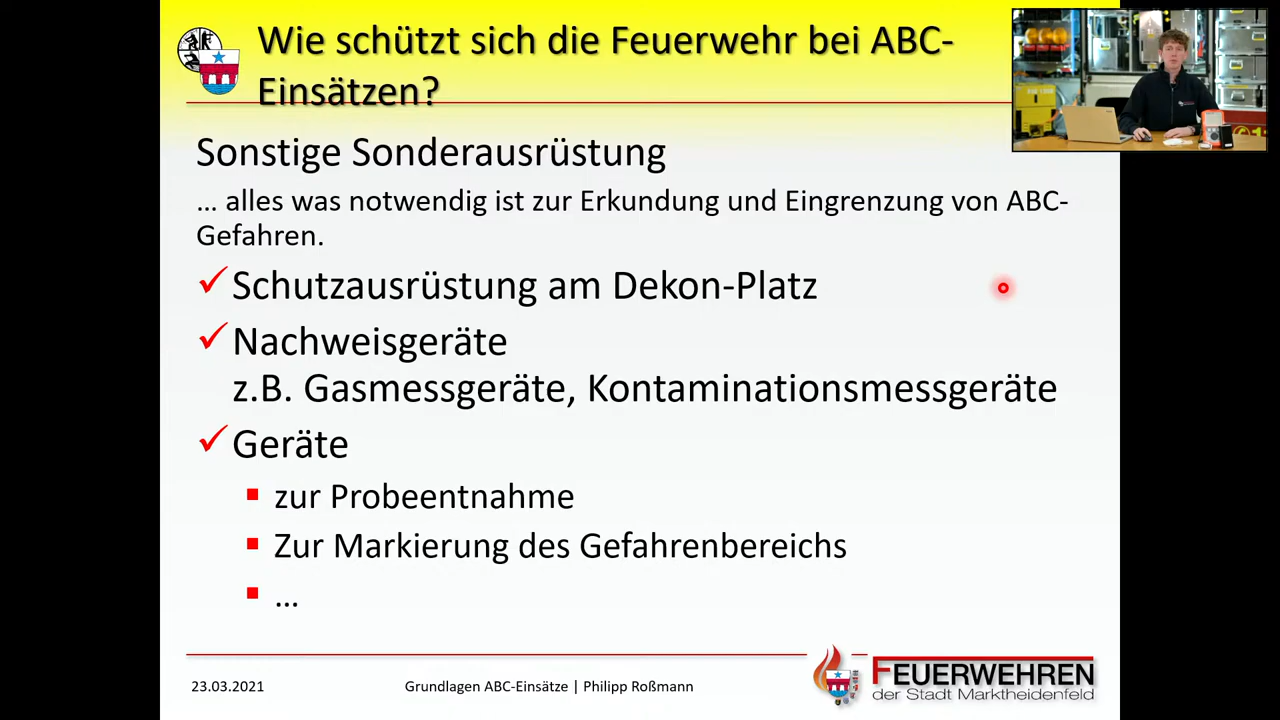 Wie schützt sich die Feuerwehr bei ABC-
Einsätzen?
Sonstige Sonderausrüstung
... alles was notwendig ist zur Erkundung und Eingrenzung von ABC-
Gefahren.
Schutzausrüstung am Dekon-Platz
Nachweisgeräte
z.B. Gasmessgeräte, Kontaminationsmessgeräte
Geräte
zur Probeentnahme
Zur Markierung des Gefahrenbereichs
...
23.03.2021
Grundlagen ABC-Einsätze | Philipp Roßmann
FEUERWEHREN
der Stadt Marktheidenfeld